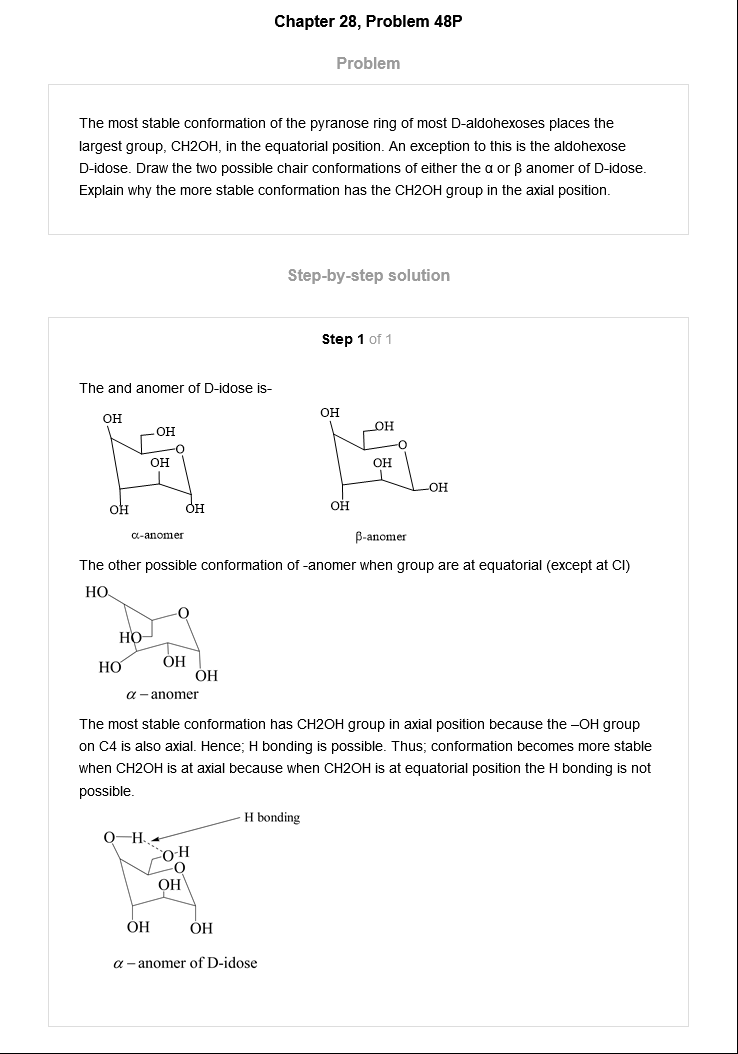 Chapter 28, Problem 48P
Problem
The most stable conformation of the pyranose ring of most D-aldohexoses places the
largest group, CH2OH, in the equatorial position. An exception to this is the aldohexose
D-idose. Draw the two possible chair conformations of either the α or β anomer of D-idose.
Explain why the more stable conformation has the CH2OH group in the axial position.
Step-by-step solution
Step 1 of 1
The and anomer of D-idose is-
OH
OH
O
OH
OH
OH
α-anomer
OH
OH
O
OH
OH
OH
β-anomer
The other possible conformation of -anomer when group are at equatorial (except at Cl)
HO
O
HO
HO
OH
OH
α – anomer
The most stable conformation has CH2OH group in axial position because the –OH group
on C4 is also axial. Hence; H bonding is possible. Thus; conformation becomes more stable
when CH2OH is at axial because when CH2OH is at equatorial position the H bonding is not
possible.
H bonding
O—H
O-H
O
OH
OH
OH
α – anomer of D-idose